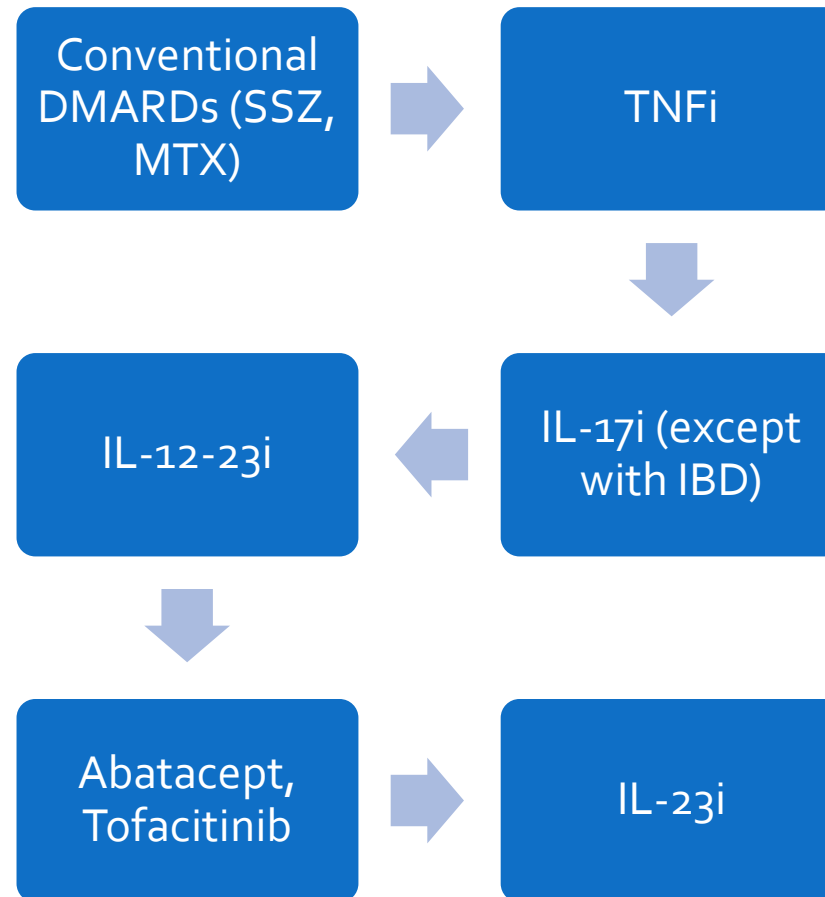 Conventional
DMARDs (SSZ,
MTX)
TNFi
IL-17i (except
with IBD)
IL-12-23i
Abatacept,
Tofacitinib
IL-23i